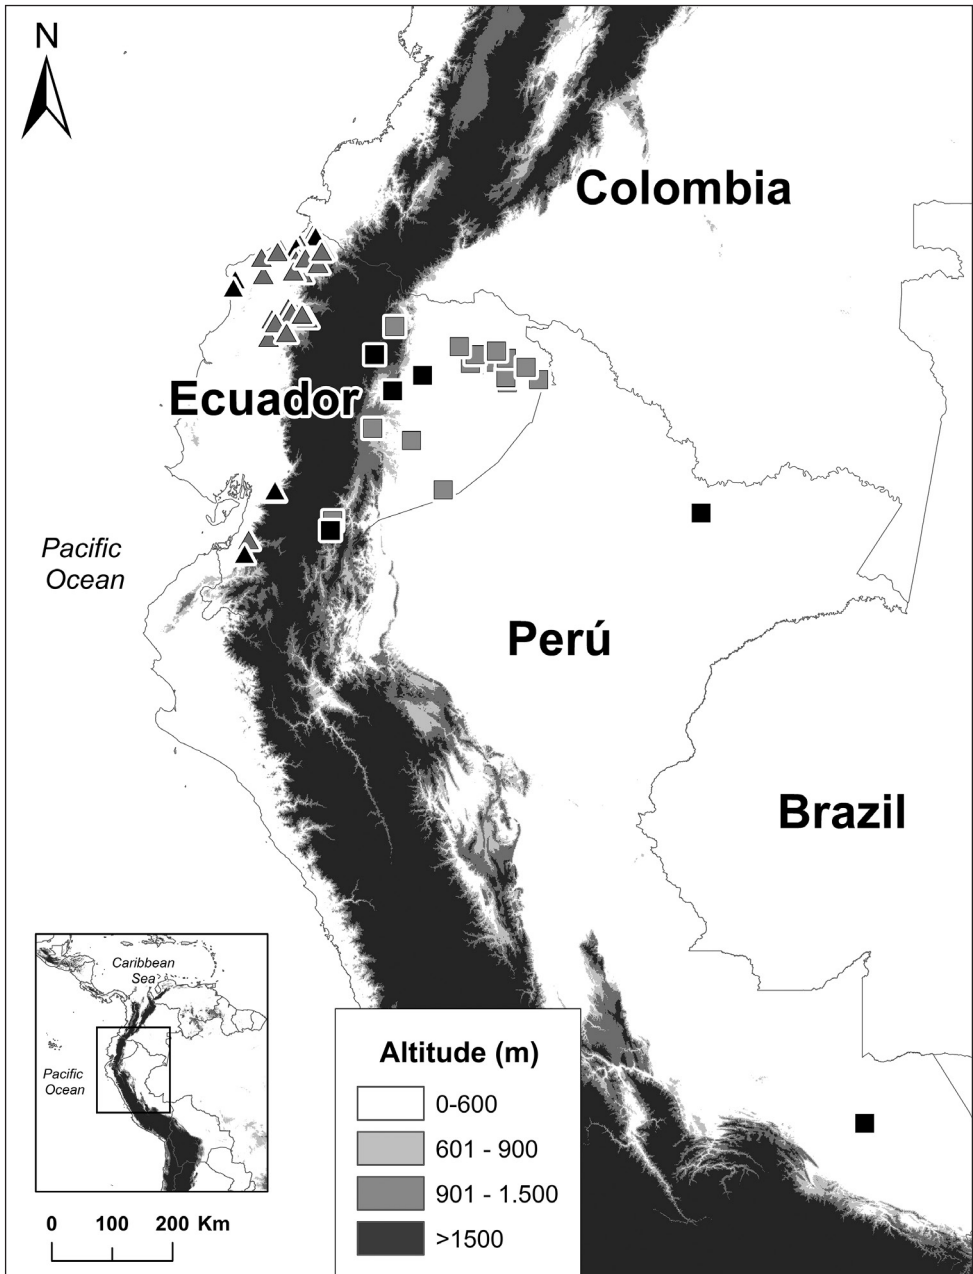 N
Colombia
Ecuador
Pacific
Ocean
Perú
Brazil
Caribbean
Sea
Pacific
Ocean
Altitude (m)
0-600
601 - 900
901 - 1.500
>1500
0 100 200 Km